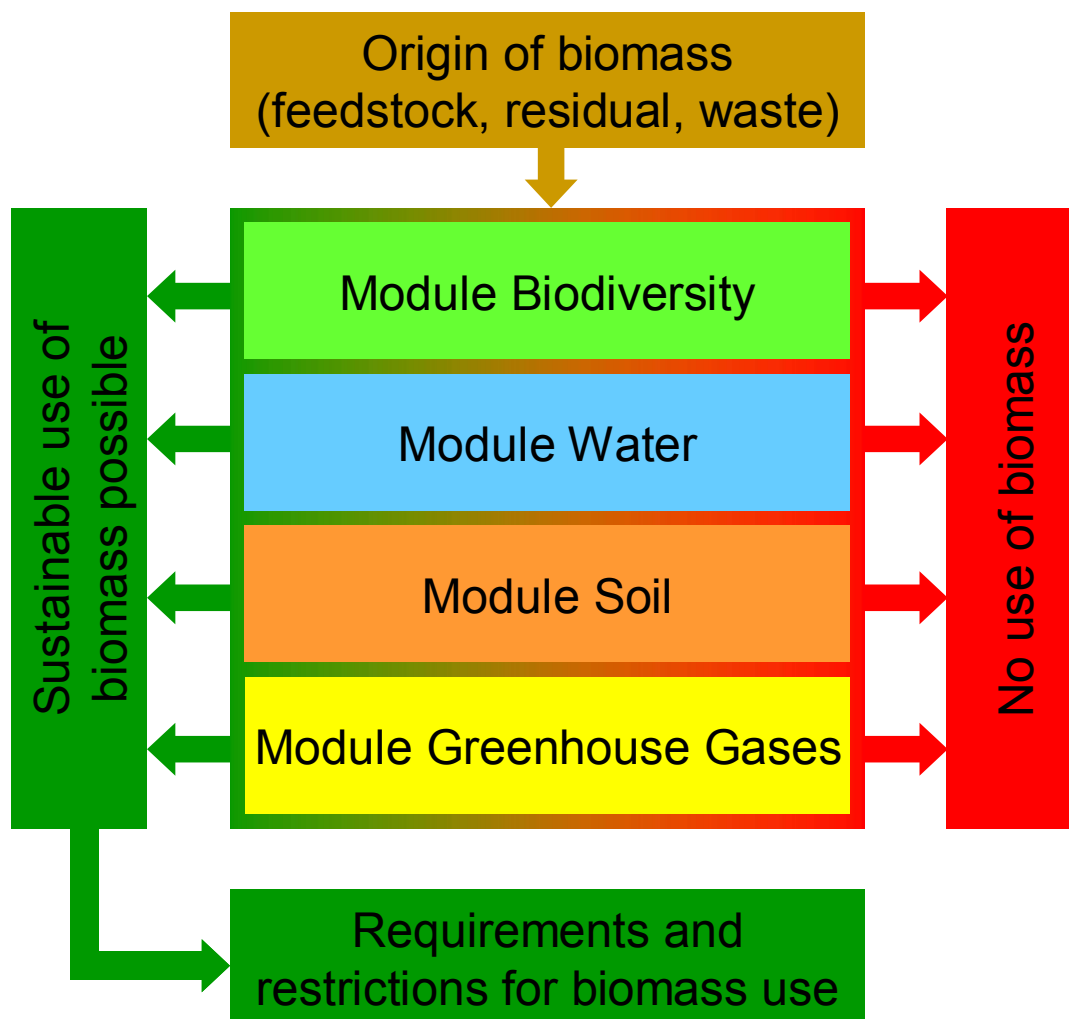 Origin of biomass
(feedstock, residual, waste)
Sustainable use of
biomass possible
Module Biodiversity
Module Water
Module Soil
Module Greenhouse Gases
No use of biomass
Requirements and
restrictions for biomass use